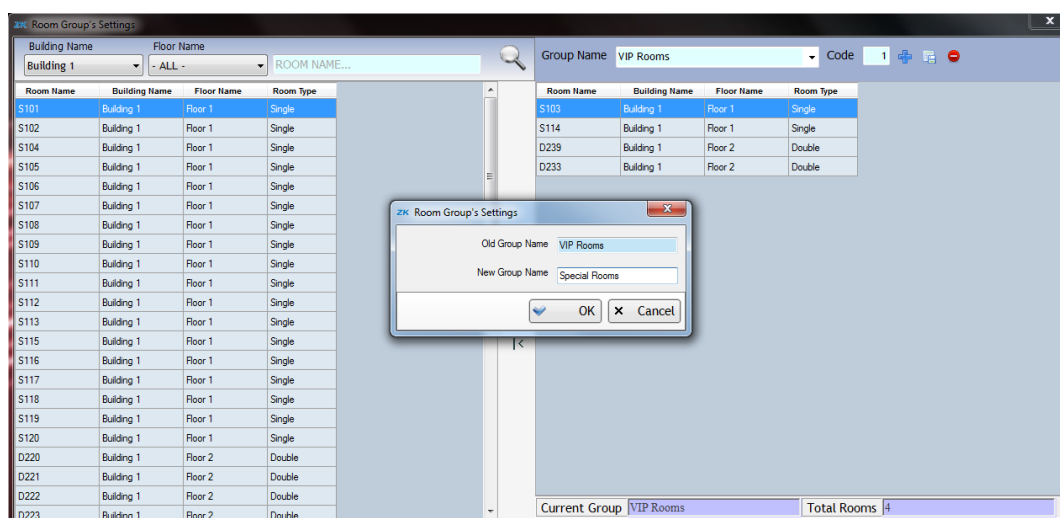 ZK Room Group's Settings x
Building Name Floor Name
Building 1 - ALL - ROOM NAME...
Group Name VIP Rooms Code 1
Room Name Building Name Floor Name Room Type
S101 Building 1 Floor 1 Single
S102 Building 1 Floor 1 Single
S104 Building 1 Floor 1 Single
S105 Building 1 Floor 1 Single
S106 Building 1 Floor 1 Single
S107 Building 1 Floor 1 Single
S108 Building 1 Floor 1 Single
S109 Building 1 Floor 1 Single
S110 Building 1 Floor 1 Single
S111 Building 1 Floor 1 Single
S112 Building 1 Floor 1 Single
S113 Building 1 Floor 1 Single
S115 Building 1 Floor 1 Single
S116 Building 1 Floor 1 Single
S117 Building 1 Floor 1 Single
S118 Building 1 Floor 1 Single
S119 Building 1 Floor 1 Single
S120 Building 1 Floor 1 Single
D220 Building 1 Floor 2 Double
D221 Building 1 Floor 2 Double
D222 Building 1 Floor 2 Double
D223 Building 1 Floor 2 Double
Room Name Building Name Floor Name Room Type
S103 Building 1 Floor 1 Single
S114 Building 1 Floor 1 Single
D239 Building 1 Floor 2 Double
D233 Building 1 Floor 2 Double
ZK Room Group's Settings x
Old Group Name VIP Rooms
New Group Name Special Rooms
OK Cancel
Current Group VIP Rooms Total Rooms 4